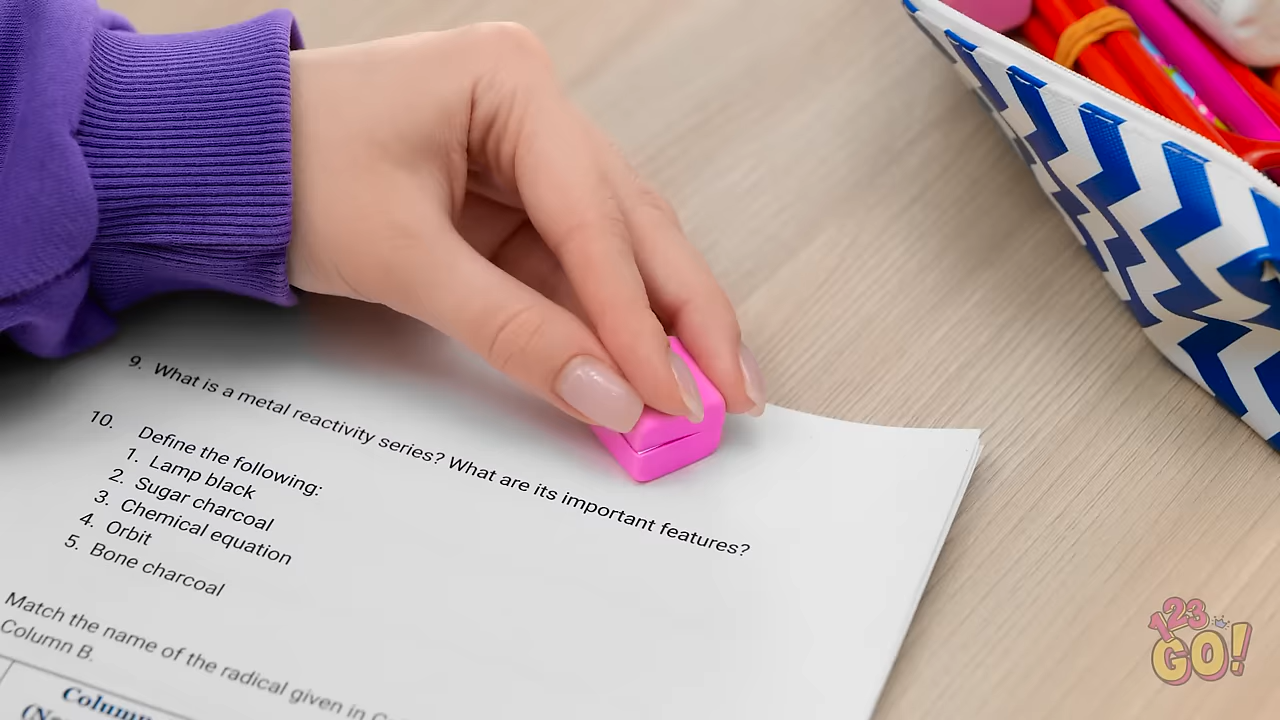 9. What is a metal reactivity series? What are its important features?
10. Define the following:
1. Lamp black
2. Sugar charcoal
3. Chemical equation
4. Orbit
5. Bone charcoal
Match the name of the radical given in
Column B.
Column
123
GO!